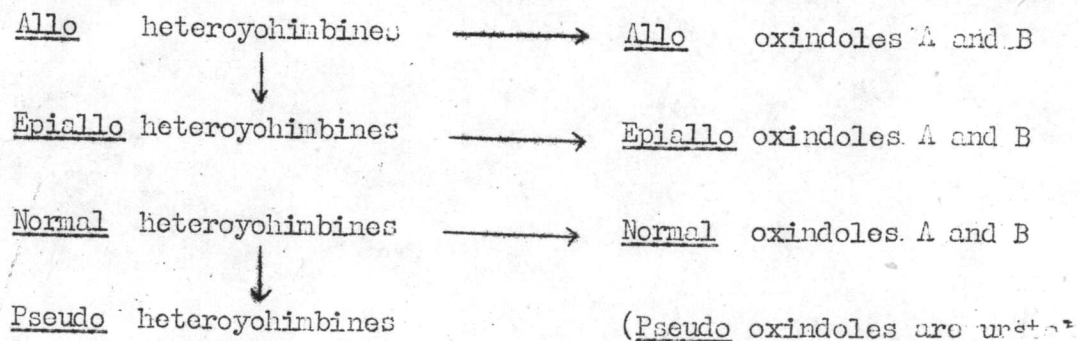 Allo heteroyohimbines Allo oxindoles A and B
Epiallo heteroyohimbines Epiallo oxindoles. A and B
Normal heteroyohimbines Normal oxindoles. A and B
Pseudo heteroyohimbines (Pseudo oxindoles are